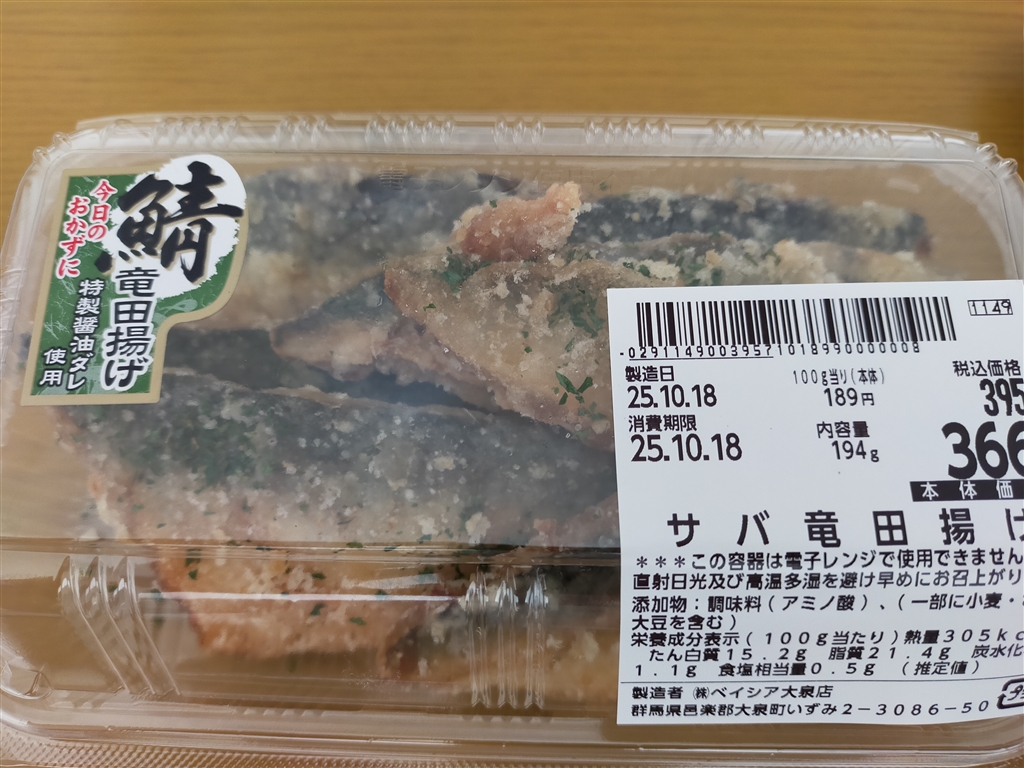 鯖
竜田揚げ
今日の
おかずに
特製醤油ダレ
使用
1149
0291149003957101899000000008
製造日
100g当り(本体)
税込価格
25.10.18
189円
395
消費期限
内容量
25.10.18
194g
366
本体価
サバ竜田揚げ
***この容器は電子レンジで使用できません
直射日光及び高温多湿を避け早めにお召上がり
添加物:調味料(アミノ酸)、(一部に小麦・
大豆を含む)
栄養成分表示(100g当たり)熱量305kc
たん白質15.2g 脂質21.4g 炭水化
1.1g 食塩相当量0.5g (推定値)
製造者 ㈱ベイシア大泉店
群馬県邑楽郡大泉町いずみ2-3086-50